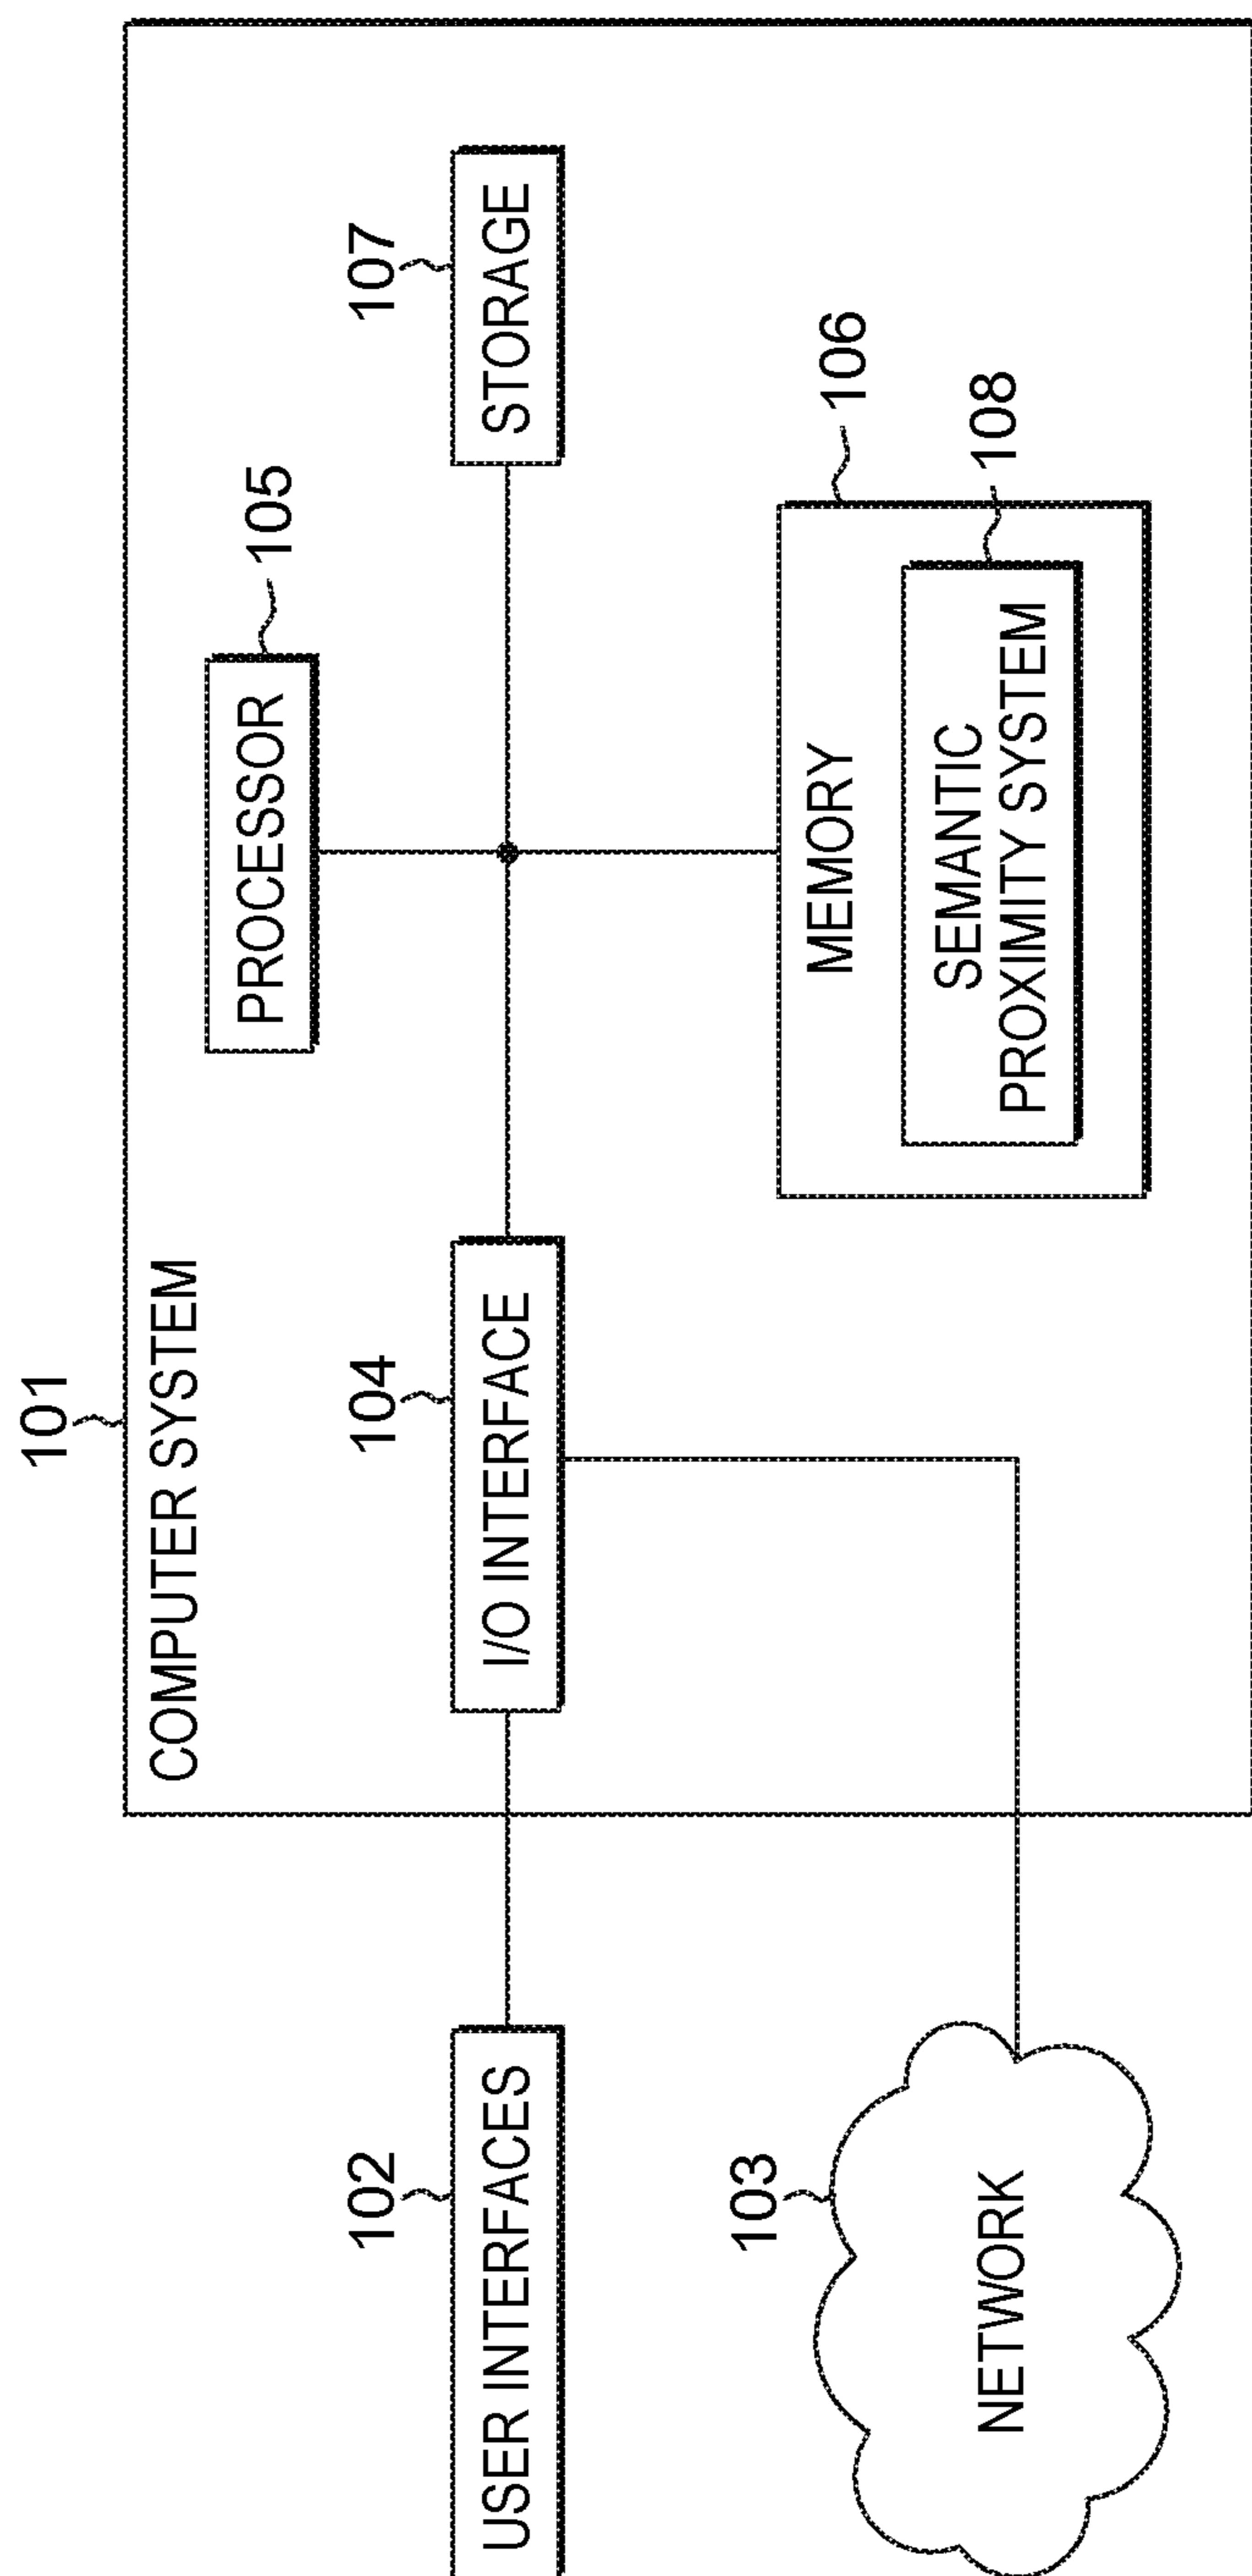 101
COMPUTER SYSTEM
105
PROCESSOR
102
USER INTERFACES
104
I/O INTERFACE
107
STORAGE
103
NETWORK
106
MEMORY
108
SEMANTIC
PROXIMITY SYSTEM